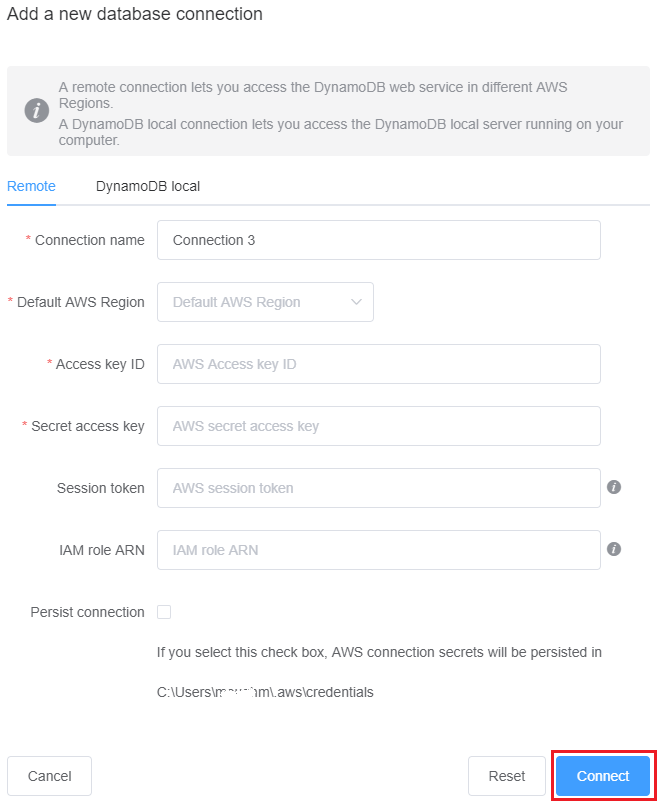 Add a new database connection
A remote connection lets you access the DynamoDB web service in different AWS
Regions.
A DynamoDB local connection lets you access the DynamoDB local server running on your
computer.
Remote DynamoDB local
* Connection name Connection 3
* Default AWS Region Default AWS Region
* Access key ID AWS Access key ID
* Secret access key AWS secret access key
Session token AWS session token
IAM role ARN IAM role ARN
Persist connection
If you select this check box, AWS connection secrets will be persisted in
C:\Users\ \.aws\credentials
Cancel Reset Connect